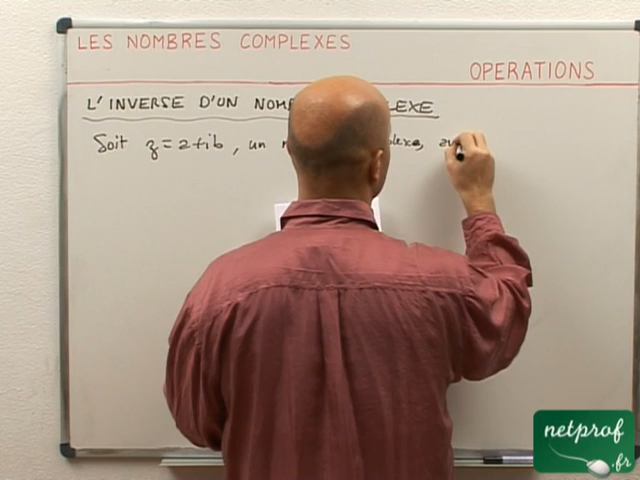 LES NOMBRES COMPLEXES
OPERATIONS
L'INVERSE D'UN
Soit z = a + ib, un
netprof
.fr